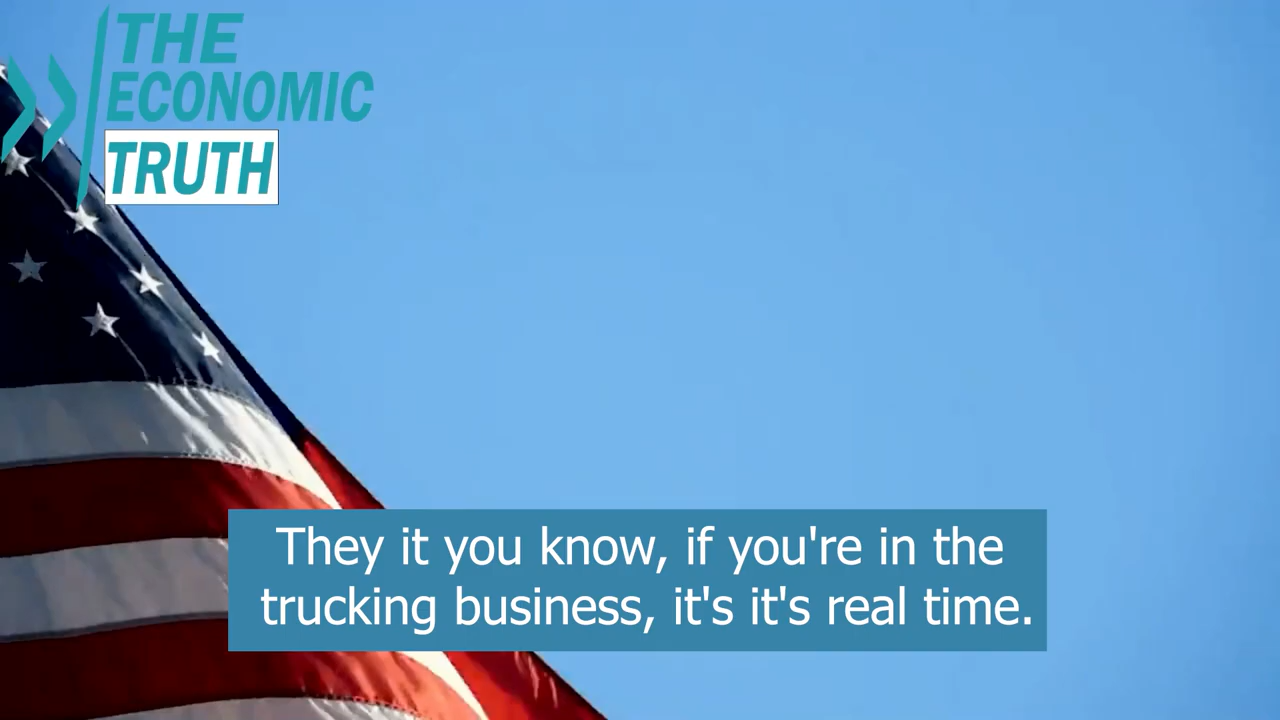 THE
ECONOMIC
TRUTH
They it you know, if you're in the
trucking business, it's it's real time.